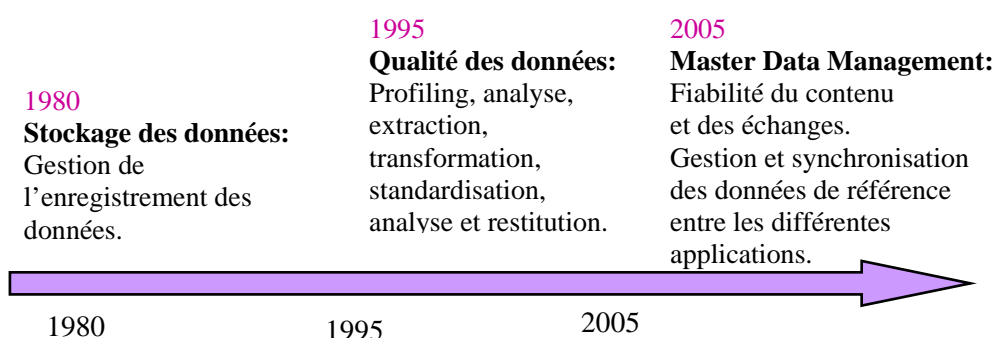 1980
Stockage des données:
Gestion de
l’enregistrement des
données.
1995
Qualité des données:
Profiling, analyse,
extraction,
transformation,
standardisation,
analyse et restitution.
2005
Master Data Management:
Fiabilité du contenu
et des échanges.
Gestion et synchronisation
des données de référence
entre les différentes
applications.
1980
1995
2005